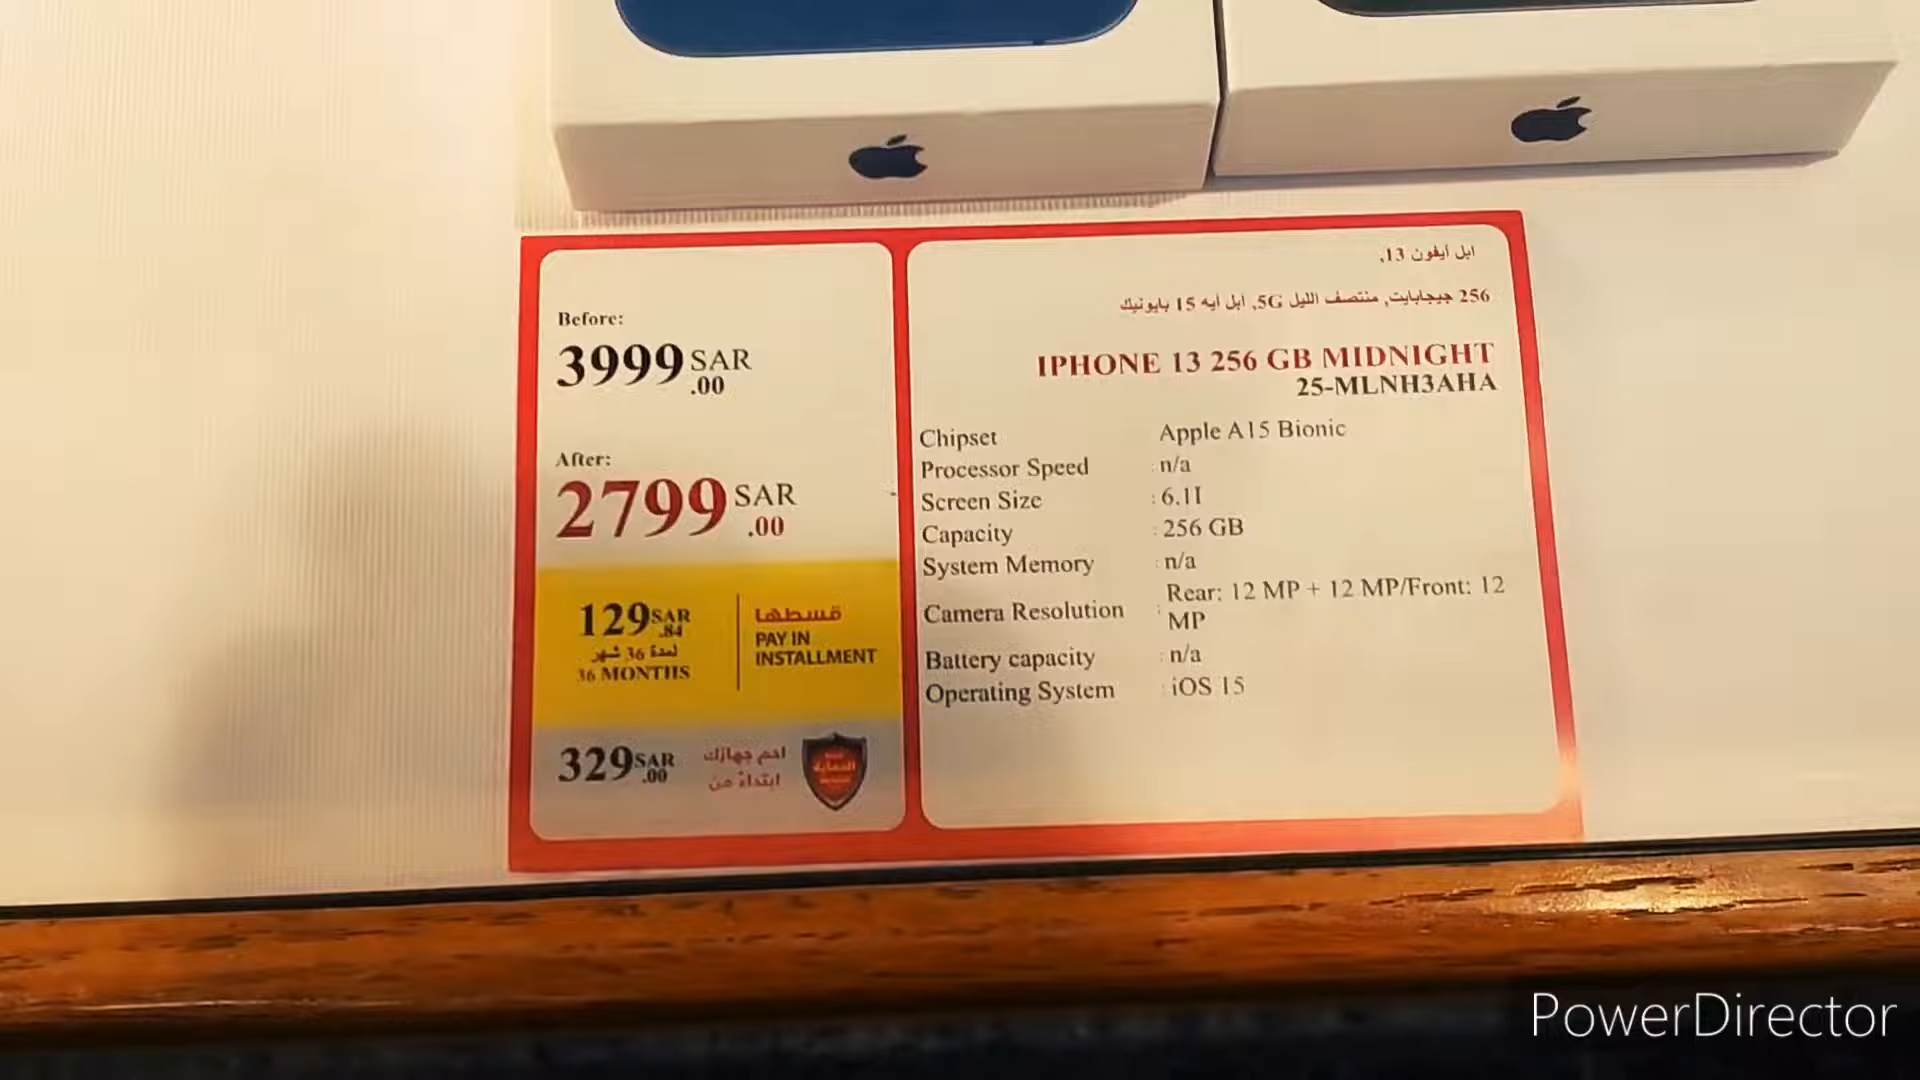 Before:
3999 SAR .00
After:
2799 SAR .00
129 SAR .84
لمدة 36 شهر
36 MONTHS
قسطها
PAY IN
INSTALLMENT
329 SAR .00
احم جهازك
ابتداءً من
ابل أيفون 13,
256 جيجابايت, منتصف الليل 5G, ابل ايه 15 بايونيك
IPHONE 13 256 GB MIDNIGHT
25-MLNH3AHA
Chipset Apple A15 Bionic
Processor Speed : n/a
Screen Size : 6.1I
Capacity : 256 GB
System Memory : n/a
Camera Resolution : Rear: 12 MP + 12 MP/Front: 12
MP
Battery capacity : n/a
Operating System : iOS 15
PowerDirector